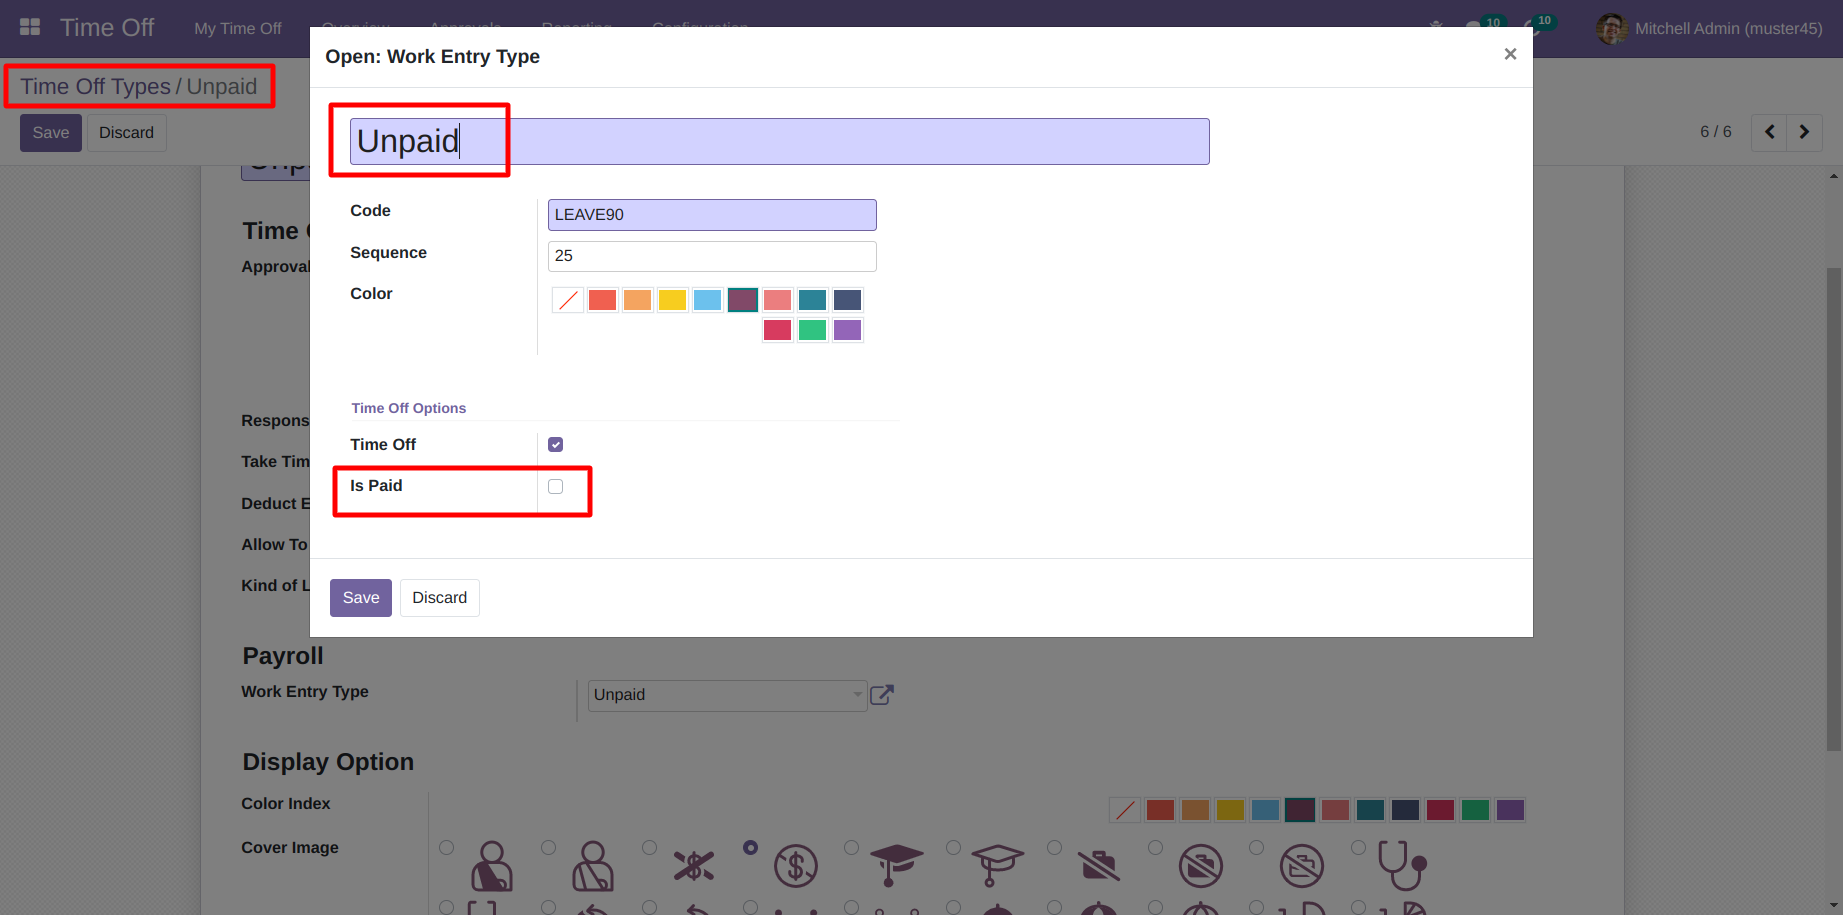 Time Off
My Time Off
Overview
Approvals
Reporting
Configuration
10
10
Mitchell Admin (muster45)
Time Off Types / Unpaid
Save
Discard
6 / 6
Open: Work Entry Type
×
Unpaid
Code
LEAVE90
Sequence
25
Color
Time Off Options
Time Off
Is Paid
Save
Discard
Time
Approval
Respons
Take Tim
Deduct E
Allow To
Kind of L
Payroll
Work Entry Type
Unpaid
Display Option
Color Index
Cover Image